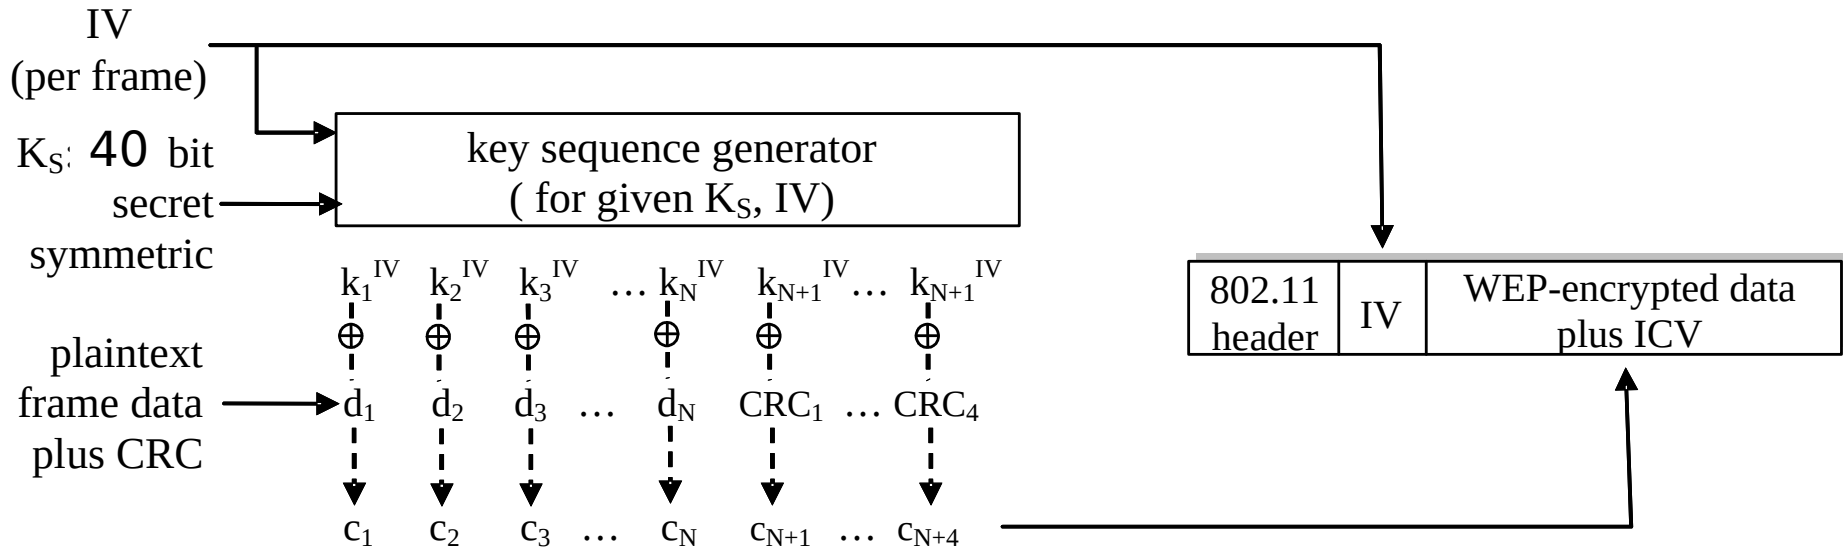 IV
(per frame)
K_S: 40 bit
secret
symmetric
key sequence generator
( for given K_S, IV)
k_1^IV k_2^IV k_3^IV … k_N^IV k_N+1^IV … k_N+1^IV
802.11
header
IV
WEP-encrypted data
plus ICV
plaintext
frame data
plus CRC
d_1 d_2 d_3 … d_N CRC_1 … CRC_4
c_1 c_2 c_3 … c_N c_N+1 … c_N+4